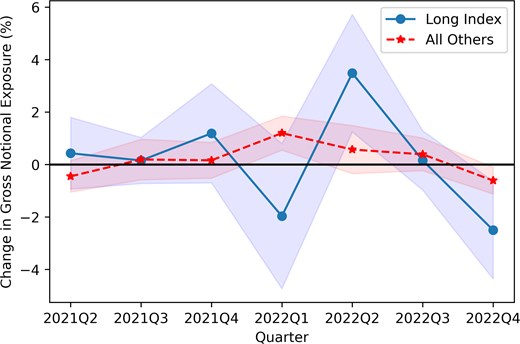 Change in Gross Notional Exposure (%)
6
4
2
0
−2
−4
Long Index
All Others
2021Q2 2021Q3 2021Q4 2022Q1 2022Q2 2022Q3 2022Q4
Quarter